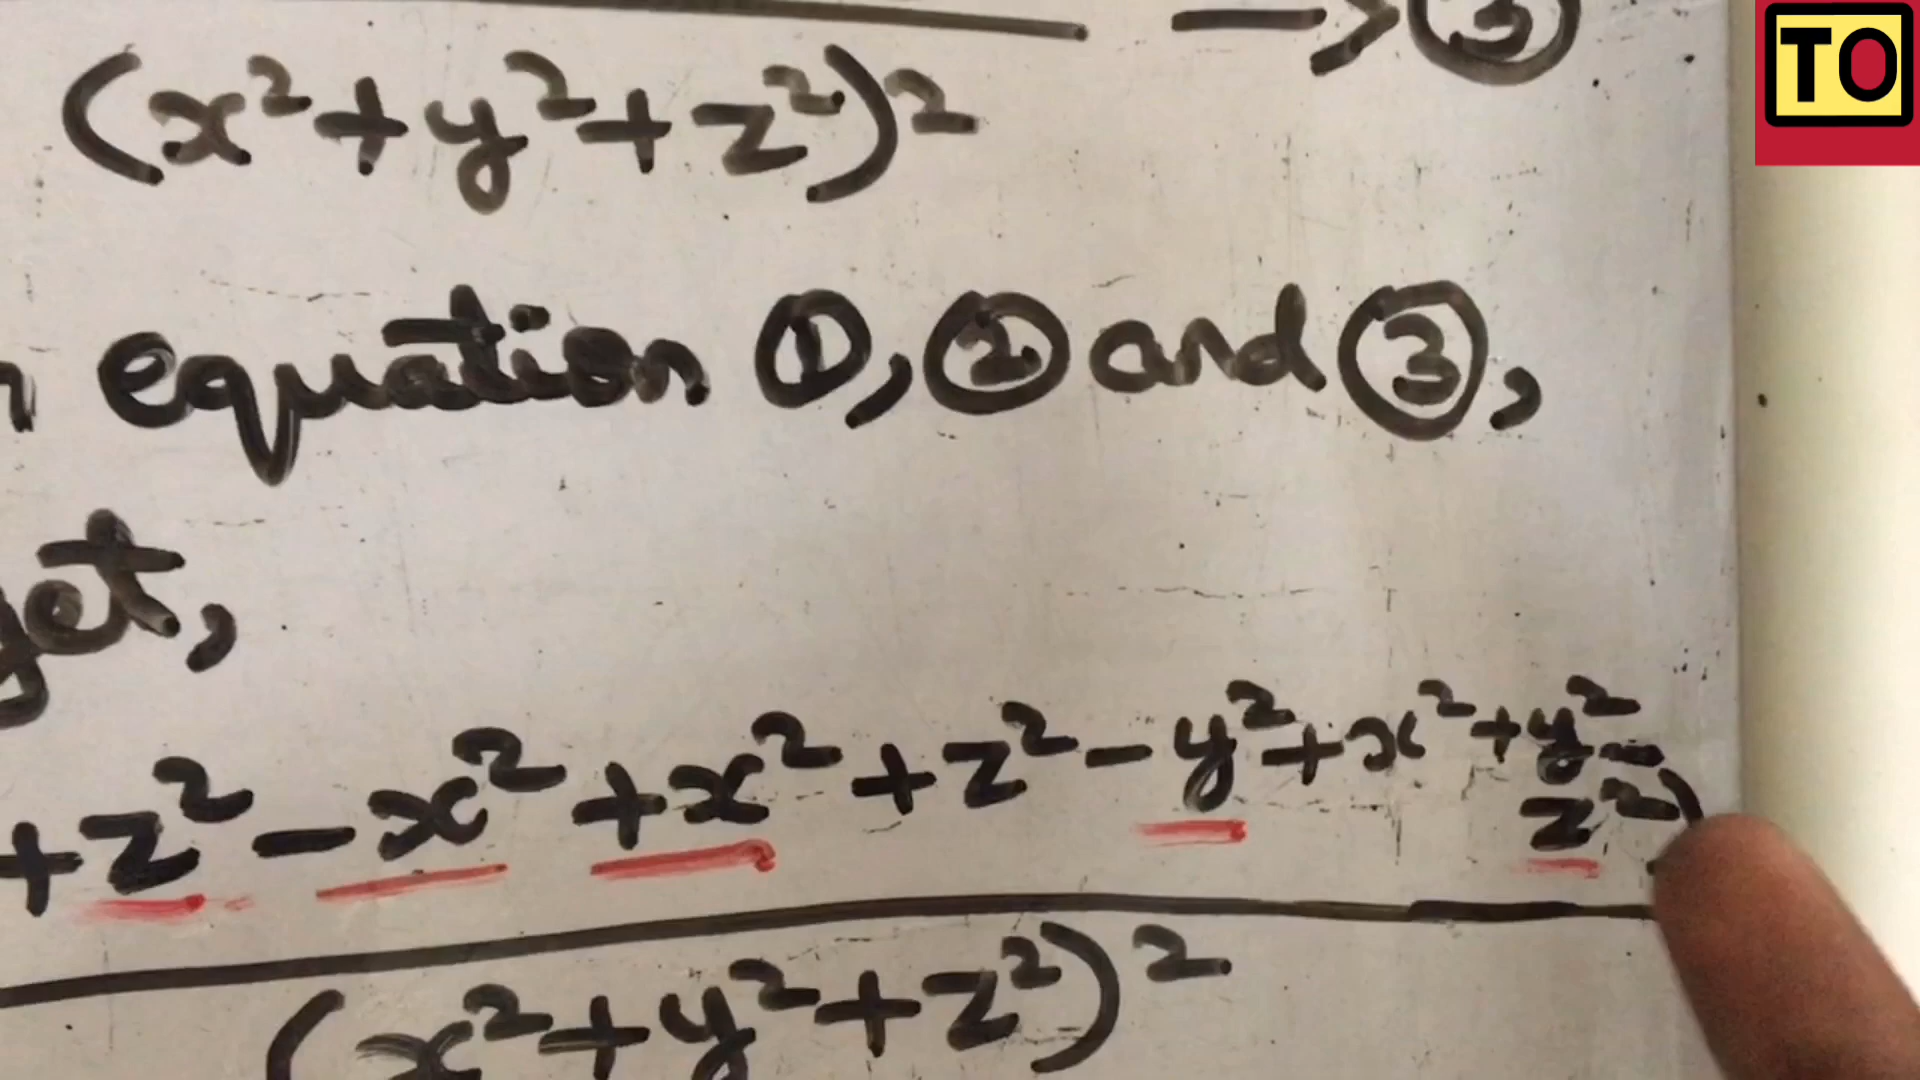 → ③
TO
(x²+y²+z²)²
equation ①, ② and ③,
get,
+z²-x²+x²+z²-y²+x²+y²-
z²)
(x²+y²+z²)²